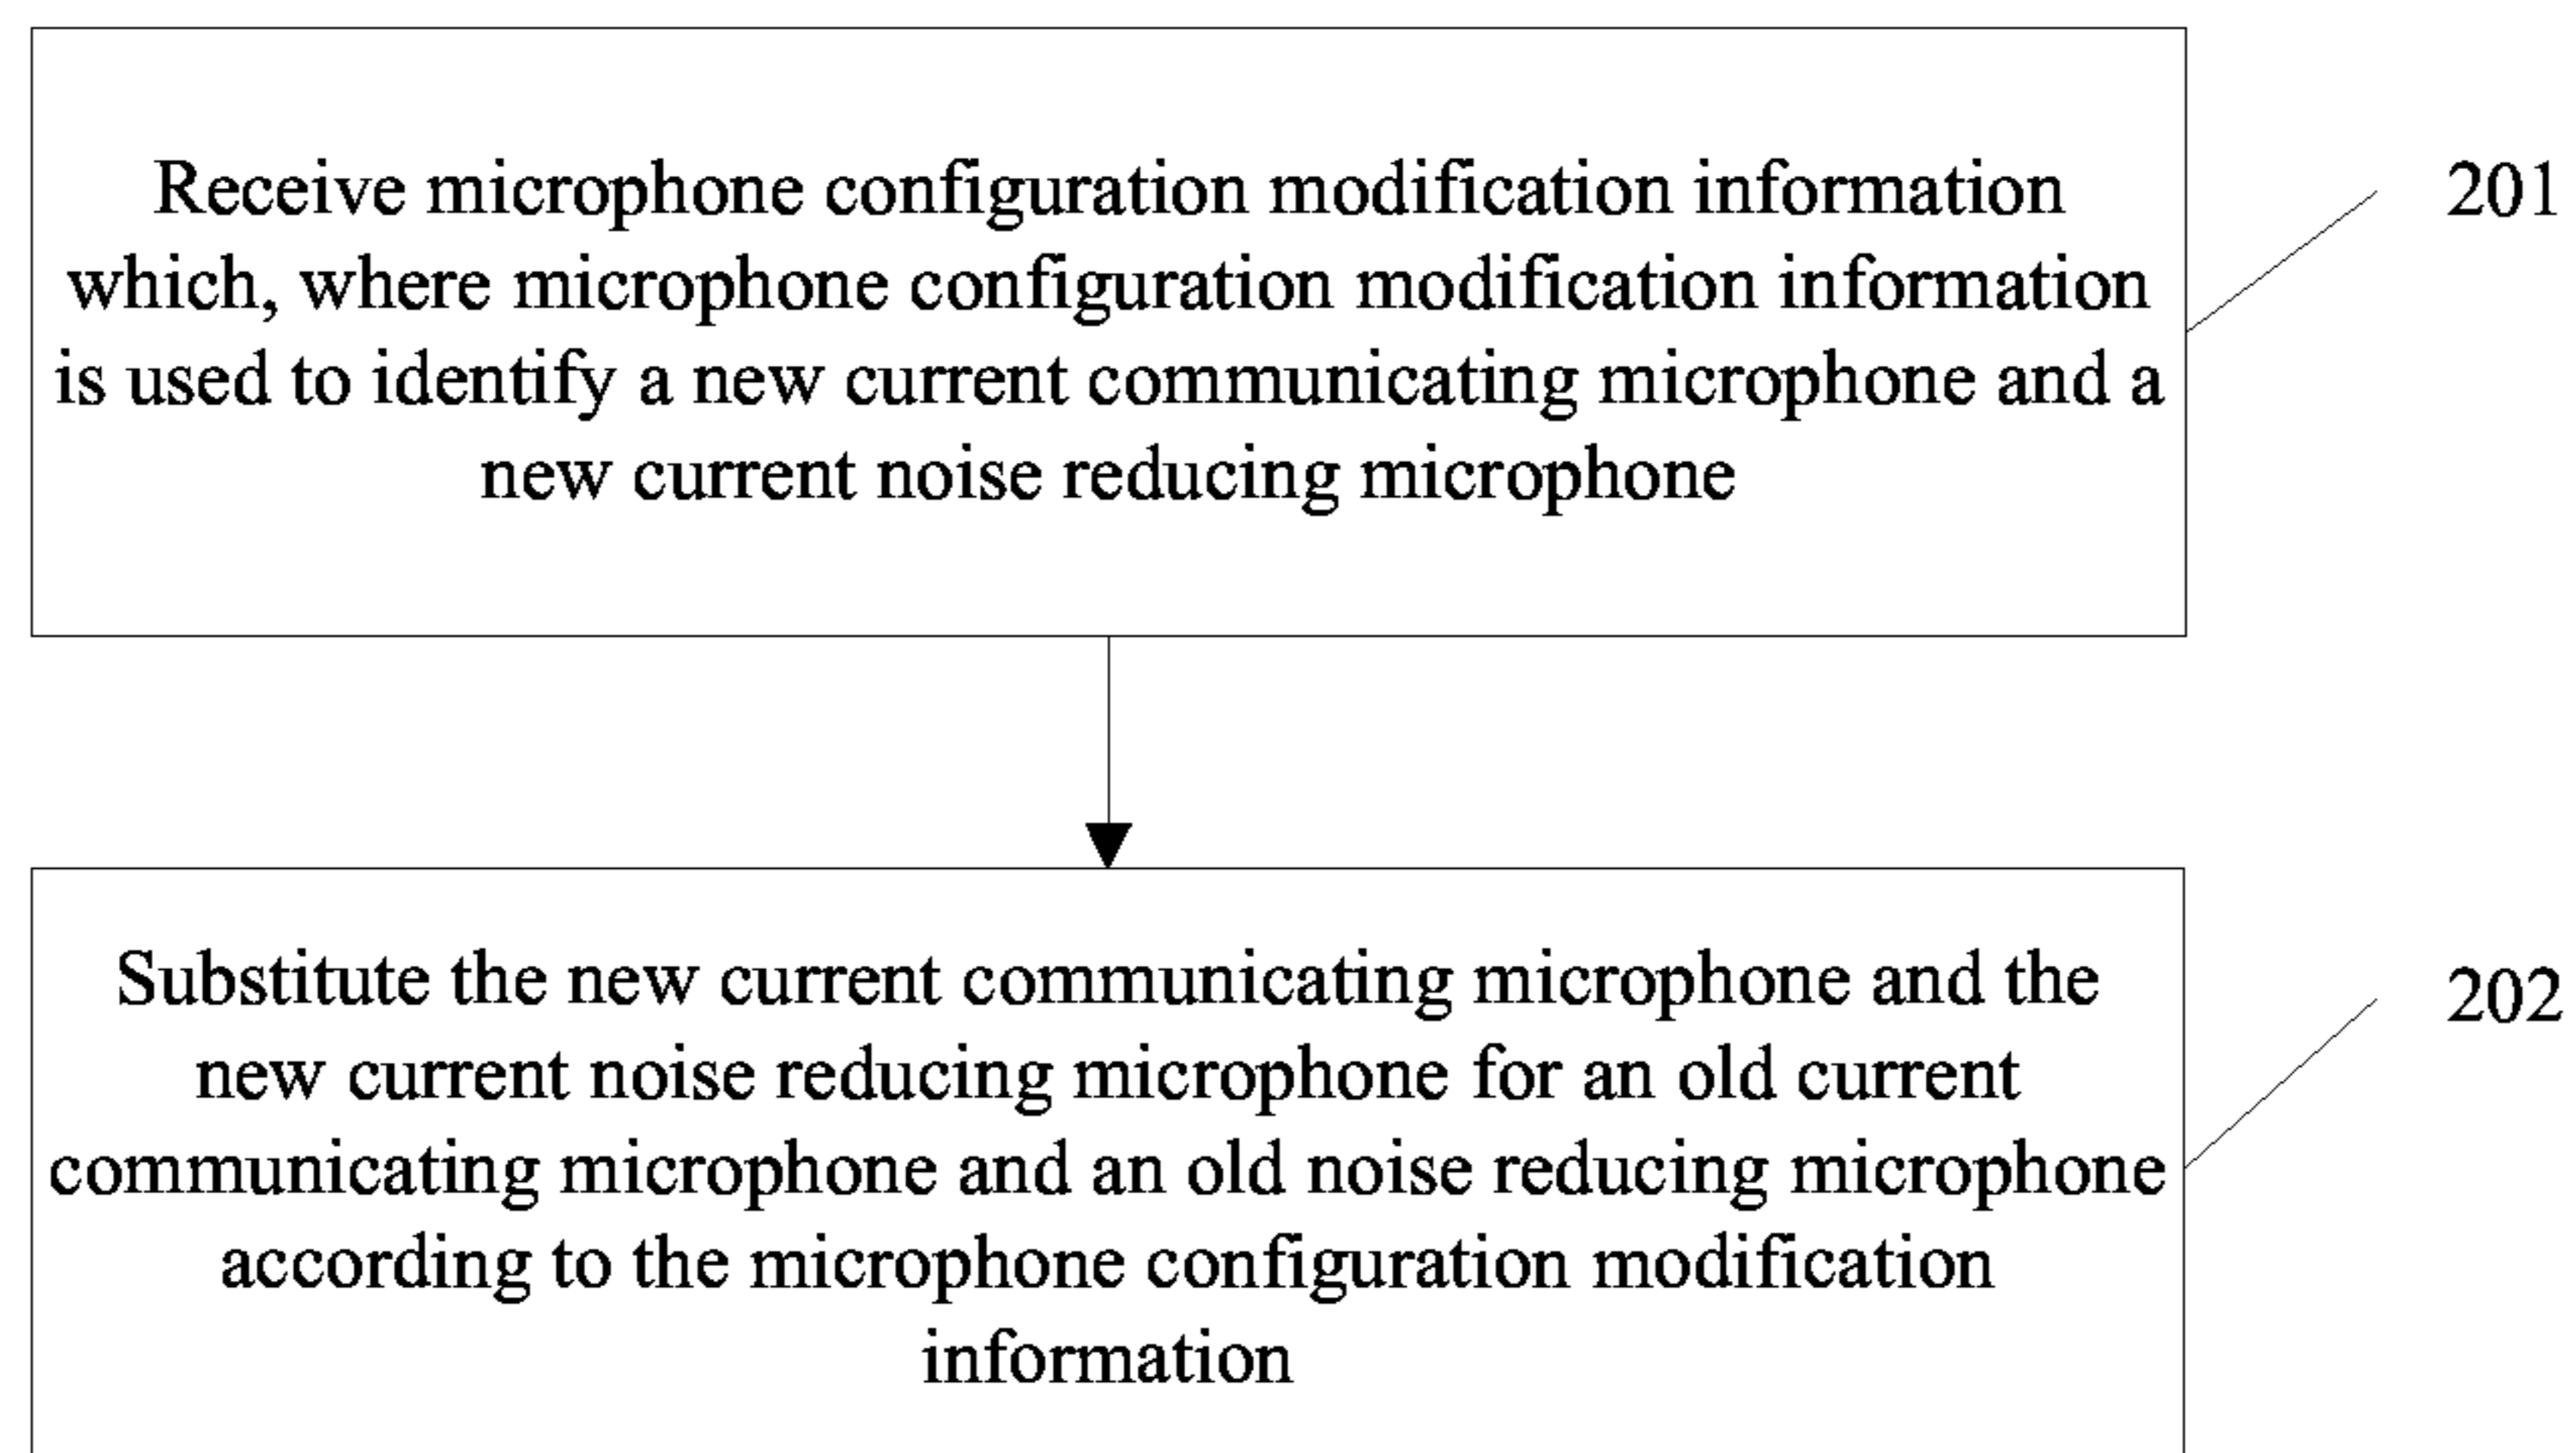 Receive microphone configuration modification information
which, where microphone configuration modification information
is used to identify a new current communicating microphone and a
new current noise reducing microphone
201
Substitute the new current communicating microphone and the
new current noise reducing microphone for an old current
communicating microphone and an old noise reducing microphone
according to the microphone configuration modification
information
202